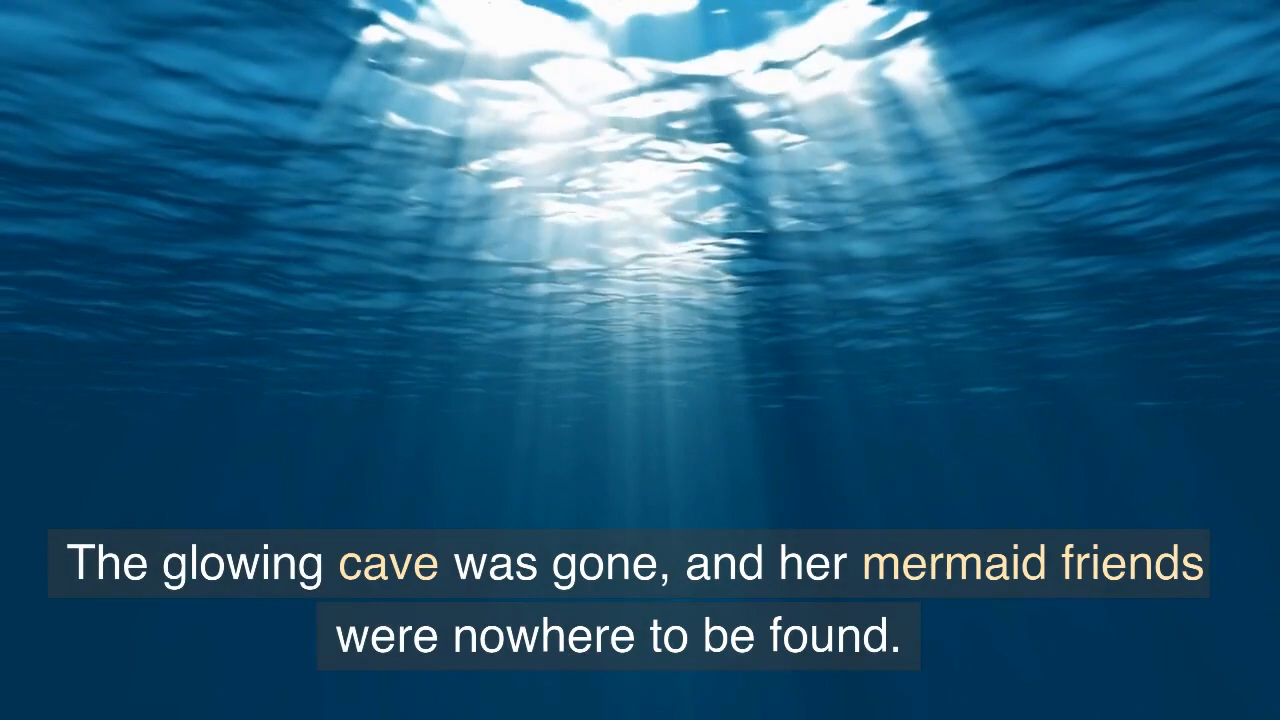 The glowing cave was gone, and her mermaid friends
were nowhere to be found.